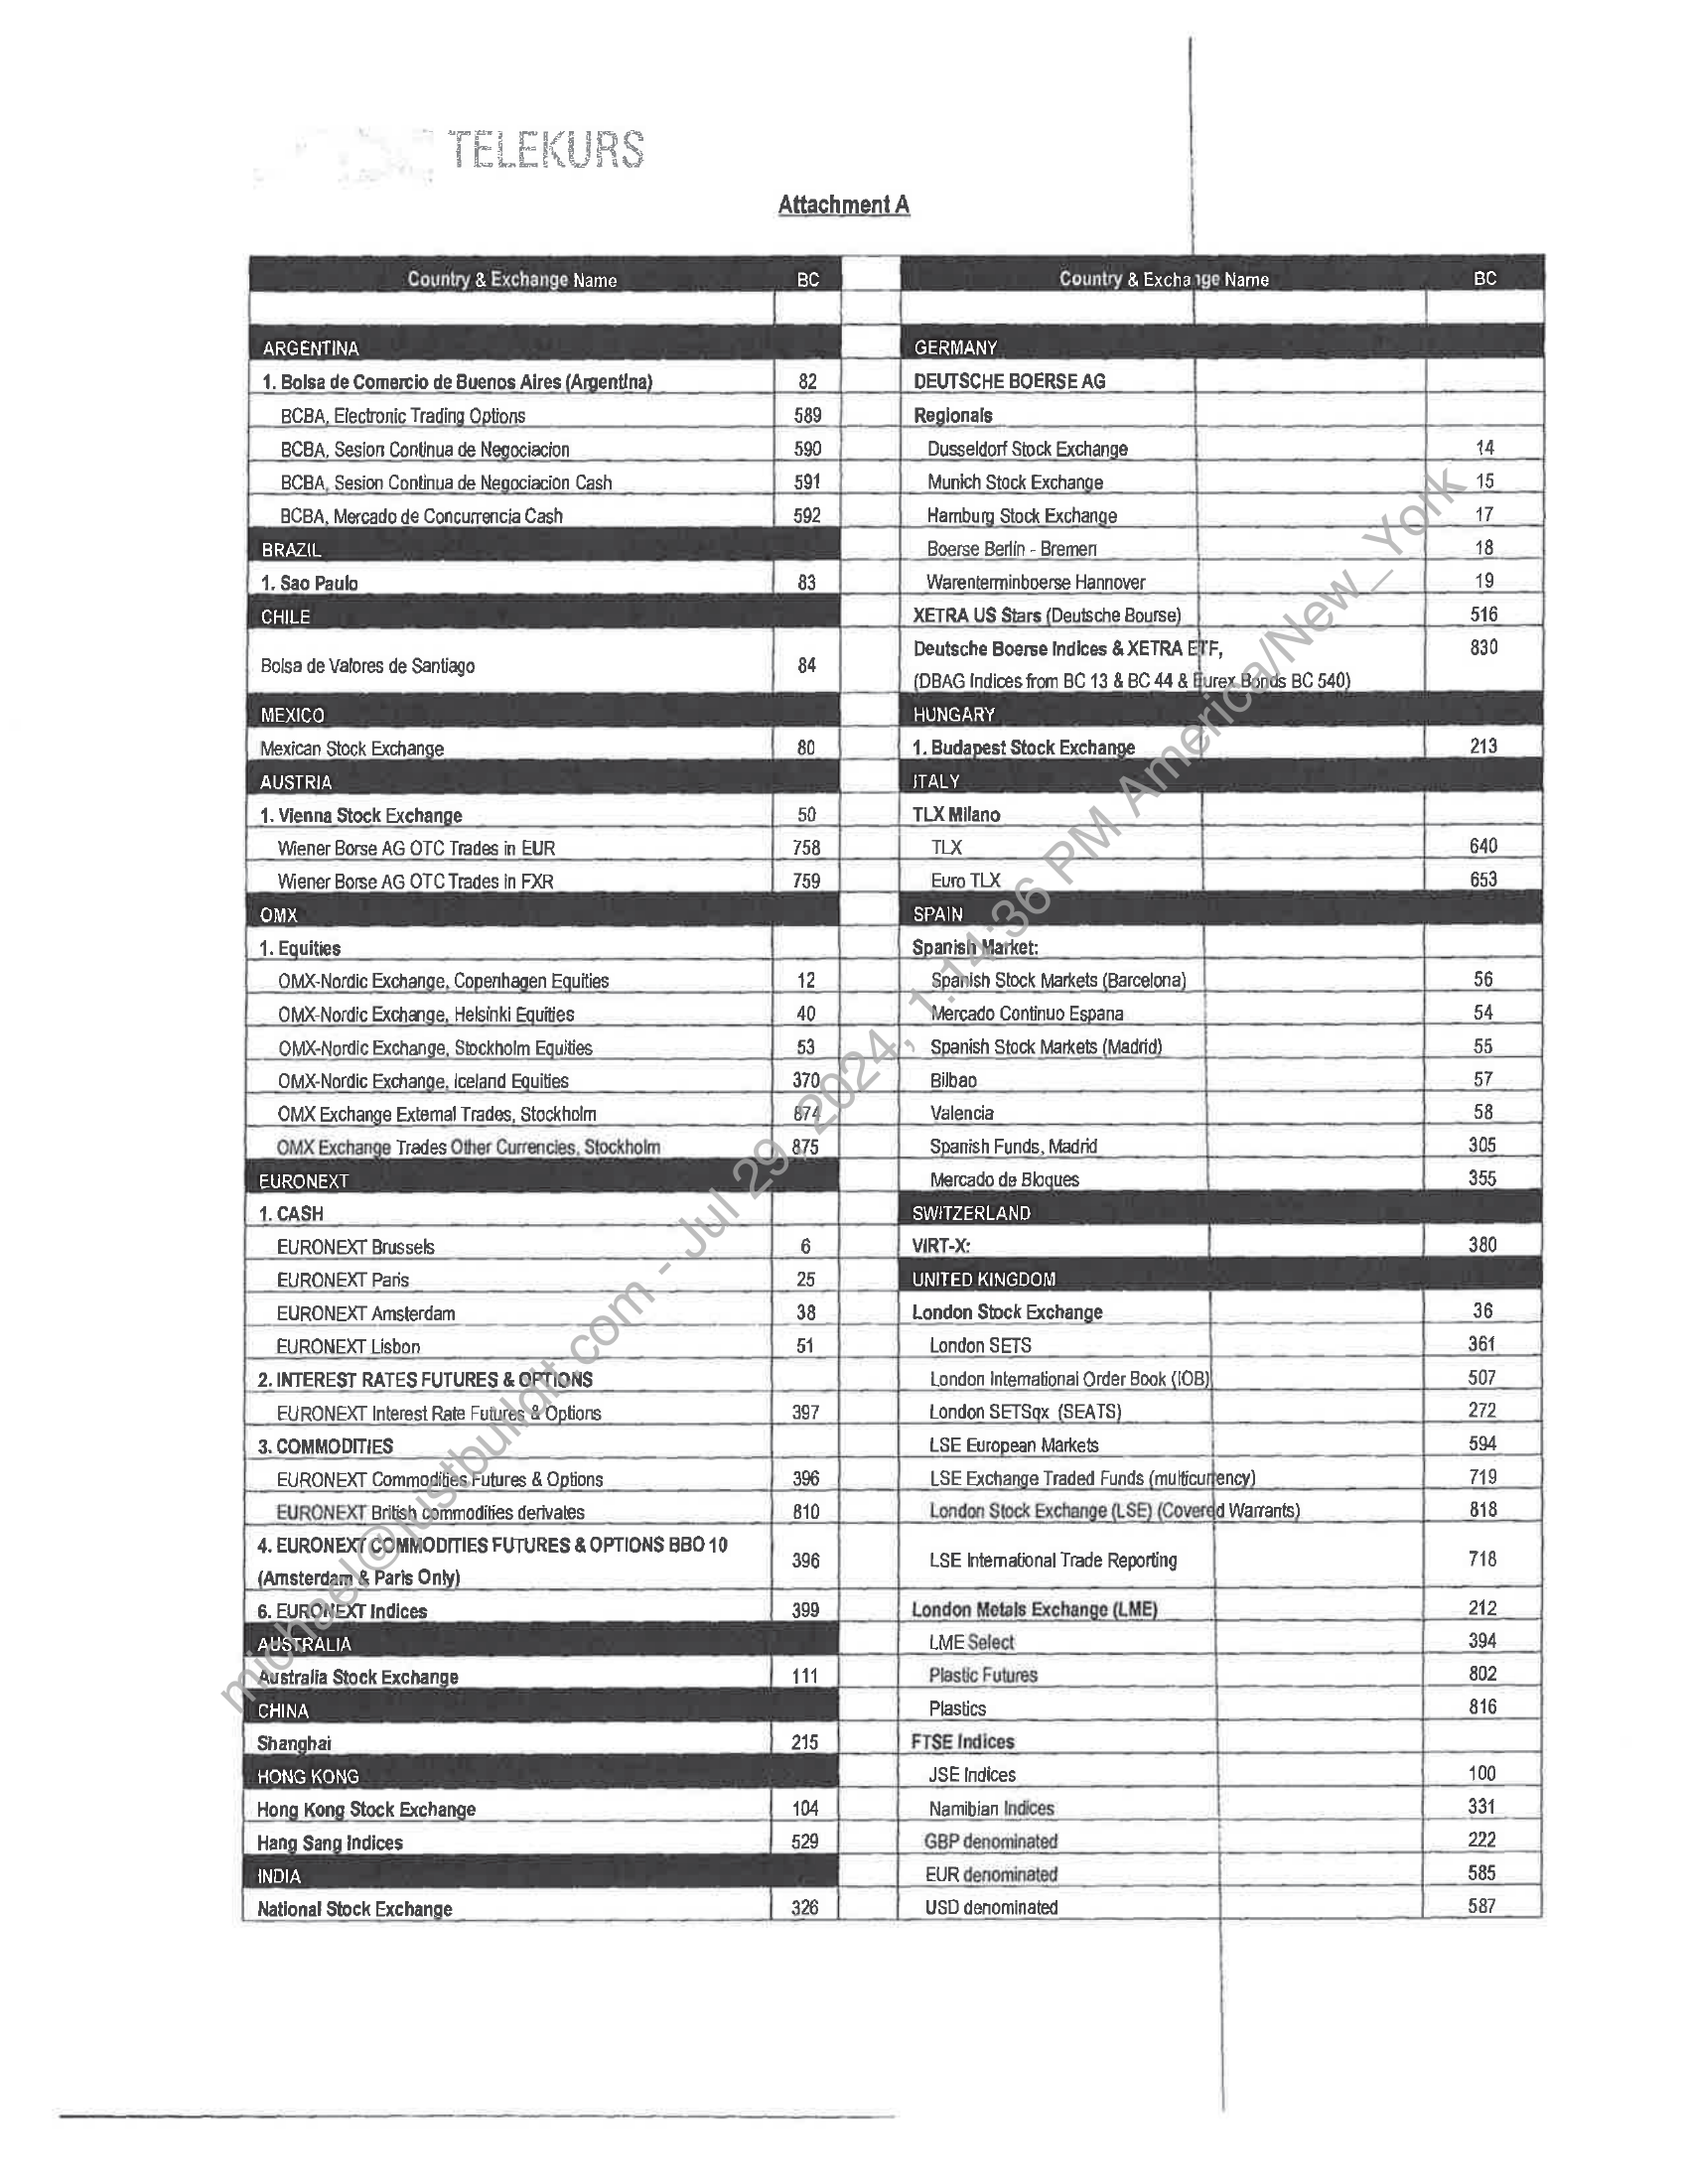 TELEKURS
Attachment A
Country & Exchange Name BC
ARGENTINA
1. Bolsa de Comercio de Buenos Aires (Argentina) 82
BCBA, Electronic Trading Options 589
BCBA, Sesion Continua de Negociacion 590
BCBA, Sesion Continua de Negociacion Cash 591
BCBA, Mercado de Concurrencia Cash 592
BRAZIL
1. Sao Paulo 83
CHILE
Bolsa de Valores de Santiago 84
MEXICO
Mexican Stock Exchange 80
AUSTRIA
1. Vienna Stock Exchange 50
Wiener Borse AG OTC Trades in EUR 758
Wiener Borse AG OTC Trades in FXR 759
OMX
1. Equities
OMX-Nordic Exchange, Copenhagen Equities 12
OMX-Nordic Exchange, Helsinki Equities 40
OMX-Nordic Exchange, Stockholm Equities 53
OMX-Nordic Exchange, Iceland Equities 370
OMX Exchange External Trades, Stockholm 874
OMX Exchange Trades Other Currencies, Stockholm 875
EURONEXT
1. CASH
EURONEXT Brussels 6
EURONEXT Paris 25
EURONEXT Amsterdam 38
EURONEXT Lisbon 51
2. INTEREST RATES FUTURES & OPTIONS
EURONEXT Interest Rate Futures & Options 397
3. COMMODITIES
EURONEXT Commodities Futures & Options 396
EURONEXT British commodities derivates 810
4. EURONEXT COMMODITIES FUTURES & OPTIONS BBO 10
(Amsterdam & Paris Only) 396
6. EURONEXT Indices 399
AUSTRALIA
Australia Stock Exchange 111
CHINA
Shanghai 215
HONG KONG
Hong Kong Stock Exchange 104
Hang Sang Indices 529
INDIA
National Stock Exchange 326
Country & Exchange Name BC
GERMANY
DEUTSCHE BOERSE AG
Regionals
Dusseldorf Stock Exchange 14
Munich Stock Exchange 15
Hamburg Stock Exchange 17
Boerse Berlin - Bremen 18
Warenterminboerse Hannover 19
XETRA US Stars (Deutsche Bourse) 516
Deutsche Boerse Indices & XETRA ETF, 830
(DBAG Indices from BC 13 & BC 44 & Eurex Bonds BC 540)
HUNGARY
1. Budapest Stock Exchange 213
ITALY
TLX Milano
TLX 640
Euro TLX 653
SPAIN
Spanish Market:
Spanish Stock Markets (Barcelona) 56
Mercado Continuo Espana 54
Spanish Stock Markets (Madrid) 55
Bilbao 57
Valencia 58
Spanish Funds, Madrid 305
Mercado de Bloques 355
SWITZERLAND
VIRT-X: 380
UNITED KINGDOM
London Stock Exchange 36
London SETS 361
London International Order Book (IOB) 507
London SETSqx (SEATS) 272
LSE European Markets 594
LSE Exchange Traded Funds (multicurrency) 719
London Stock Exchange (LSE) (Covered Warrants) 818
LSE International Trade Reporting 718
London Metals Exchange (LME) 212
LME Select 394
Plastic Futures 802
Plastics 816
FTSE Indices
JSE Indices 100
Namibian Indices 331
GBP denominated 222
EUR denominated 585
USD denominated 587
michael@justbuildit.com - Jul 29, 2024, 1:14:36 PM America/New_York